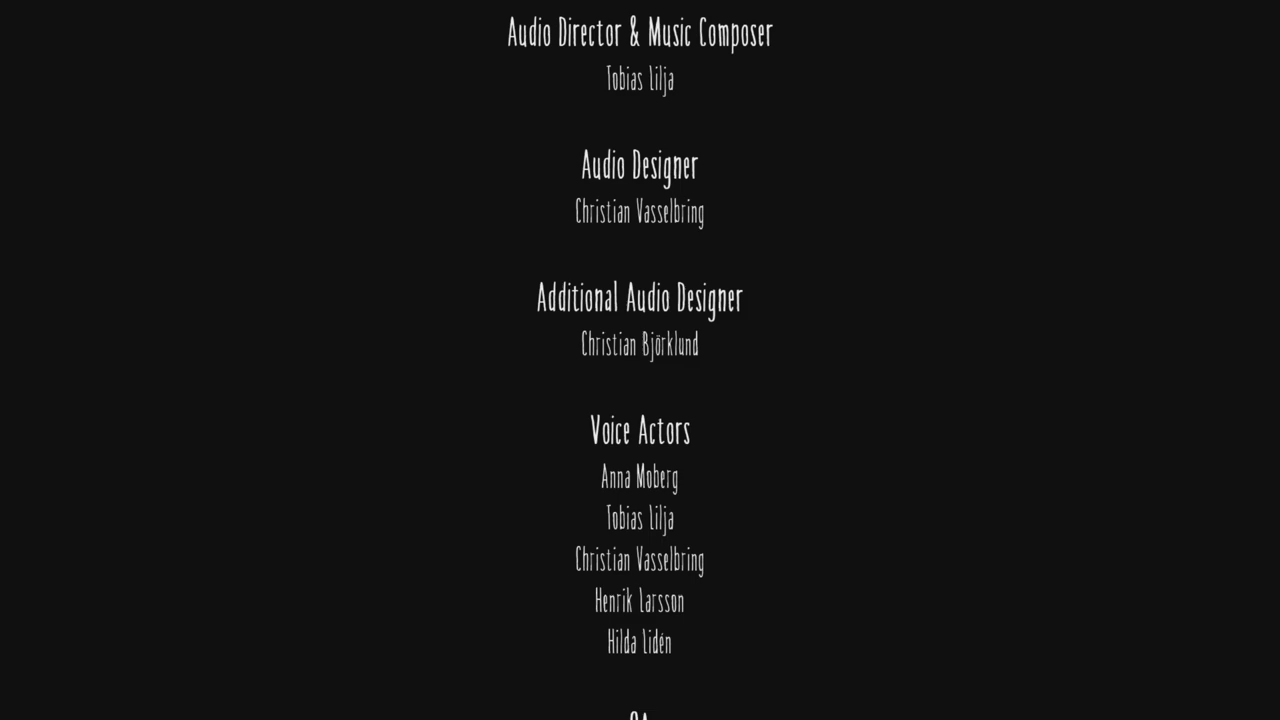 Audio Director & Music Composer
Tobias Lilja
Audio Designer
Christian Vasselbring
Additional Audio Designer
Christian Björklund
Voice Actors
Anna Moberg
Tobias Lilja
Christian Vasselbring
Henrik Larsson
Hilda Lidén